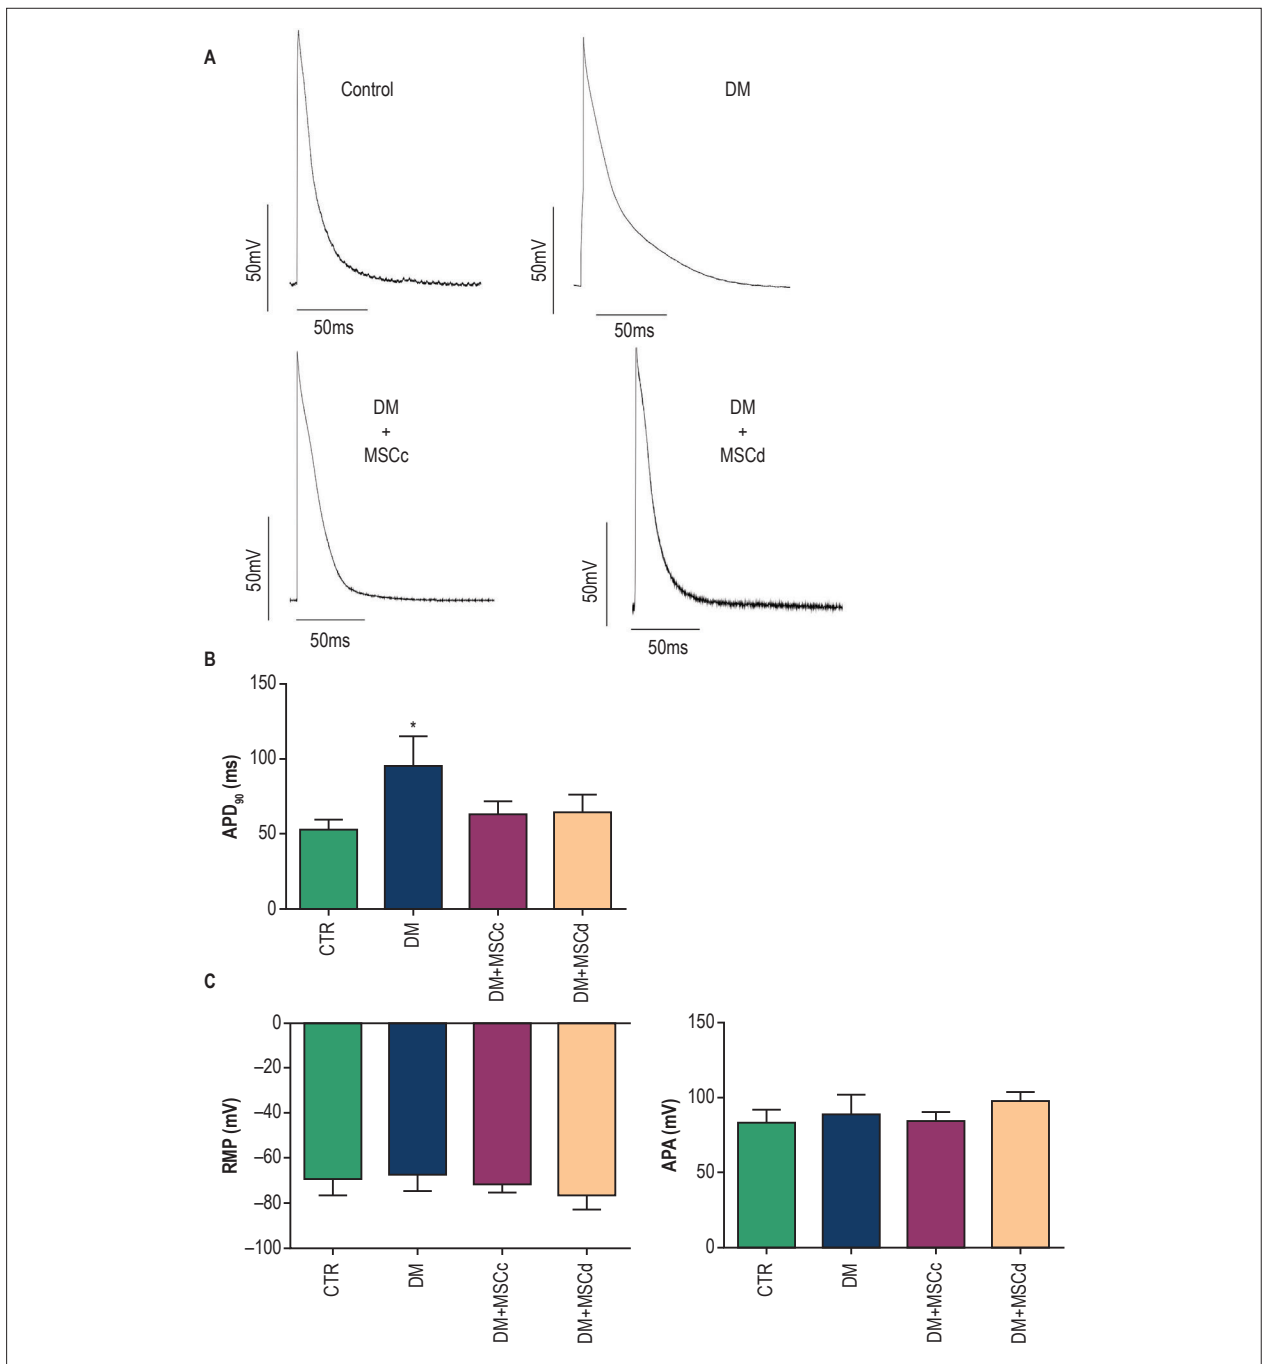 A
Control
DM
50mV
50mV
50ms
50ms
DM
+
MSCc
DM
+
MSCd
50mV
50mV
50ms
50ms
B
150
100
50
0
APD90 (ms)
*
CTR
DM
DM+MSCc
DM+MSCd
C
0
–20
–40
–60
–80
–100
RMP (mV)
CTR
DM
DM+MSCc
DM+MSCd
150
100
50
0
APA (mV)
CTR
DM
DM+MSCc
DM+MSCd